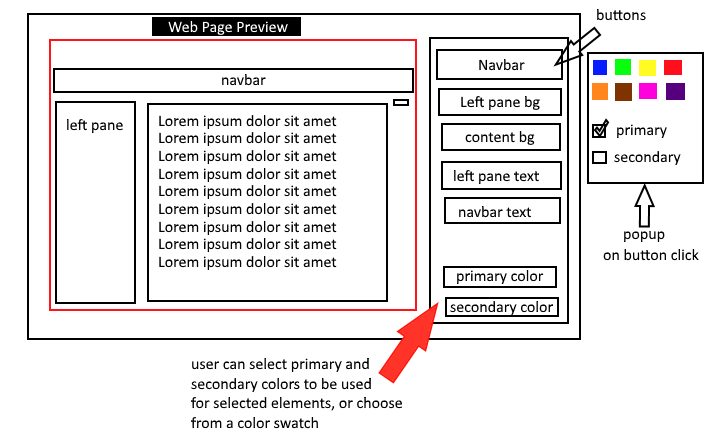 buttons
Web Page Preview
navbar
left pane
Lorem ipsum dolor sit amet
Lorem ipsum dolor sit amet
Lorem ipsum dolor sit amet
Lorem ipsum dolor sit amet
Lorem ipsum dolor sit amet
Lorem ipsum dolor sit amet
Lorem ipsum dolor sit amet
Lorem ipsum dolor sit amet
Lorem ipsum dolor sit amet
Navbar
Left pane bg
content bg
left pane text
navbar text
primary color
secondary color
primary
secondary
popup
on button click
user can select primary and
secondary colors to be used
for selected elements, or choose
from a color swatch